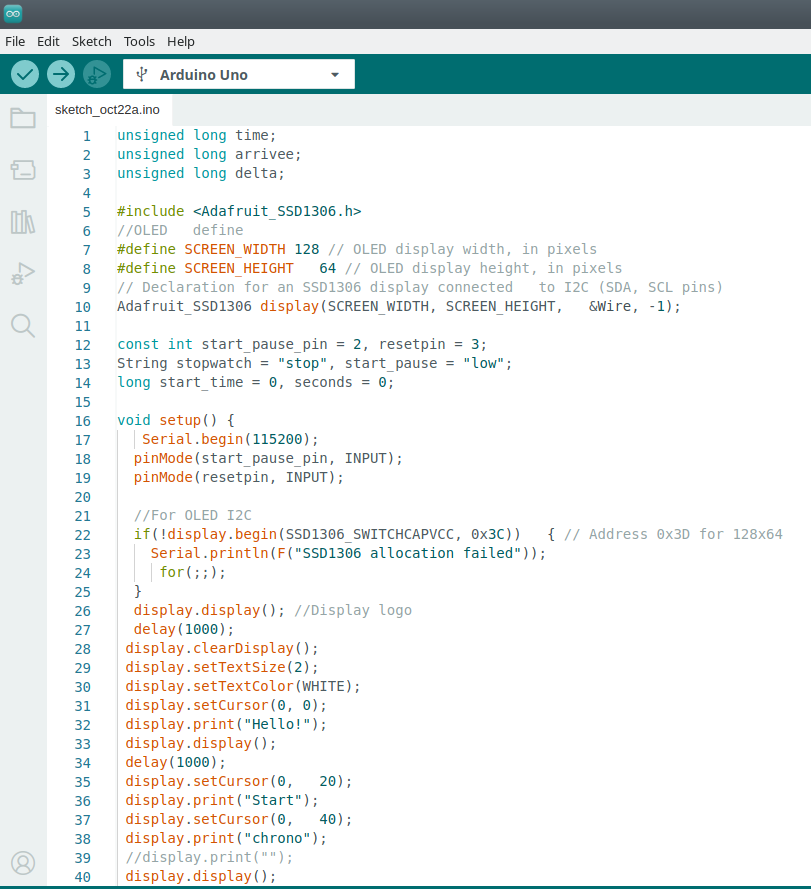 File Edit Sketch Tools Help
Arduino Uno
sketch_oct22a.ino
1 unsigned long time;
2 unsigned long arrivee;
3 unsigned long delta;
4
5 #include <Adafruit_SSD1306.h>
6 //OLED   define
7 #define SCREEN_WIDTH 128 // OLED display width, in pixels
8 #define SCREEN_HEIGHT   64 // OLED display height, in pixels
9 // Declaration for an SSD1306 display connected   to I2C (SDA, SCL pins)
10 Adafruit_SSD1306 display(SCREEN_WIDTH, SCREEN_HEIGHT,   &Wire, -1);
11
12 const int start_pause_pin = 2, resetpin = 3;
13 String stopwatch = "stop", start_pause = "low";
14 long start_time = 0, seconds = 0;
15
16 void setup() {
17    Serial.begin(115200);
18   pinMode(start_pause_pin, INPUT);
19   pinMode(resetpin, INPUT);
20
21   //For OLED I2C
22   if(!display.begin(SSD1306_SWITCHCAPVCC, 0x3C))   { // Address 0x3D for 128x64
23     Serial.println(F("SSD1306 allocation failed"));
24      for(;;);
25   }
26   display.display(); //Display logo
27   delay(1000);
28  display.clearDisplay();
29  display.setTextSize(2);
30  display.setTextColor(WHITE);
31  display.setCursor(0, 0);
32  display.print("Hello!");
33  display.display();
34  delay(1000);
35  display.setCursor(0,   20);
36  display.print("Start");
37  display.setCursor(0,   40);
38  display.print("chrono");
39  //display.print("");
40  display.display();